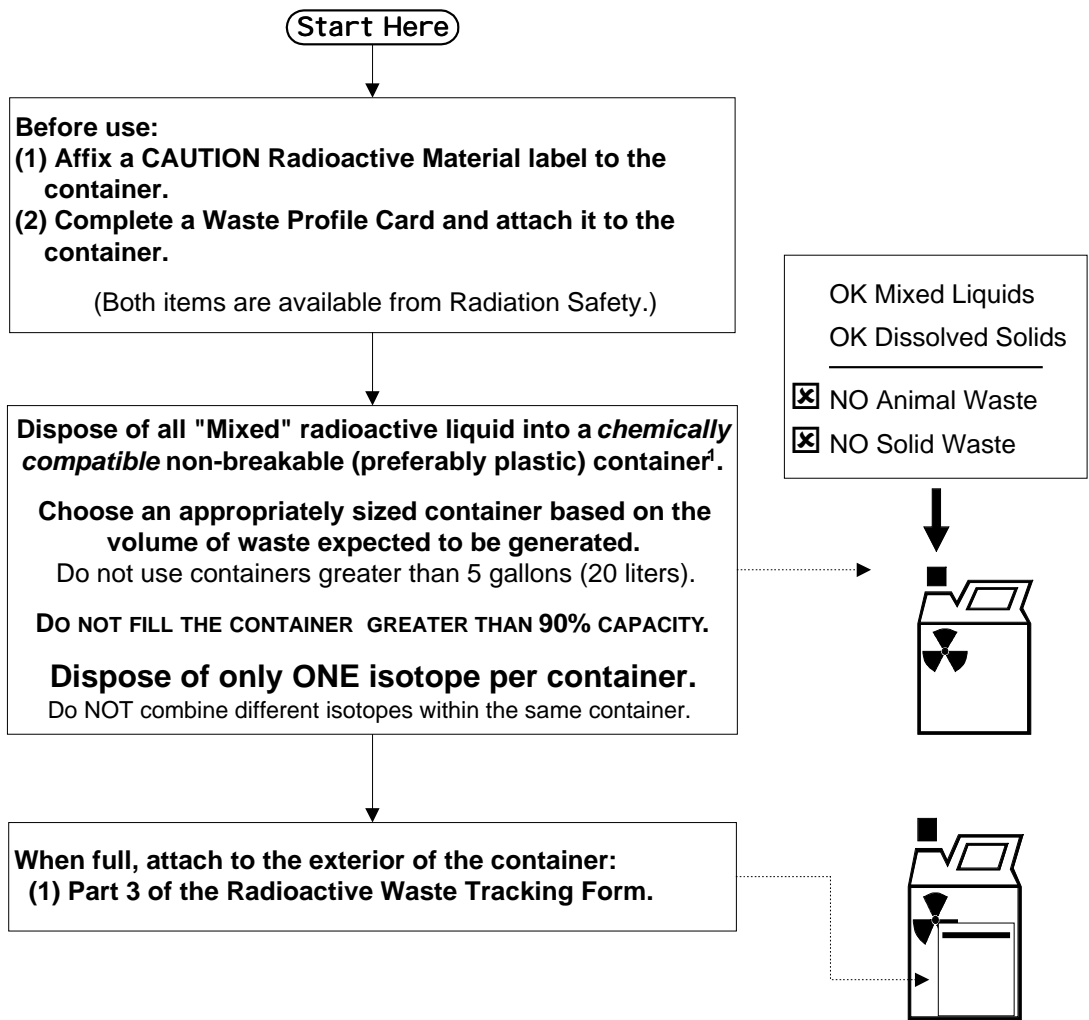 Start Here
Before use:
(1) Affix a CAUTION Radioactive Material label to the
container.
(2) Complete a Waste Profile Card and attach it to the
container.
(Both items are available from Radiation Safety.)
OK Mixed Liquids
OK Dissolved Solids
NO Animal Waste
NO Solid Waste
Dispose of all "Mixed" radioactive liquid into a chemically
compatible non-breakable (preferably plastic) container¹.
Choose an appropriately sized container based on the
volume of waste expected to be generated.
Do not use containers greater than 5 gallons (20 liters).
DO NOT FILL THE CONTAINER GREATER THAN 90% CAPACITY.
Dispose of only ONE isotope per container.
Do NOT combine different isotopes within the same container.
When full, attach to the exterior of the container:
(1) Part 3 of the Radioactive Waste Tracking Form.